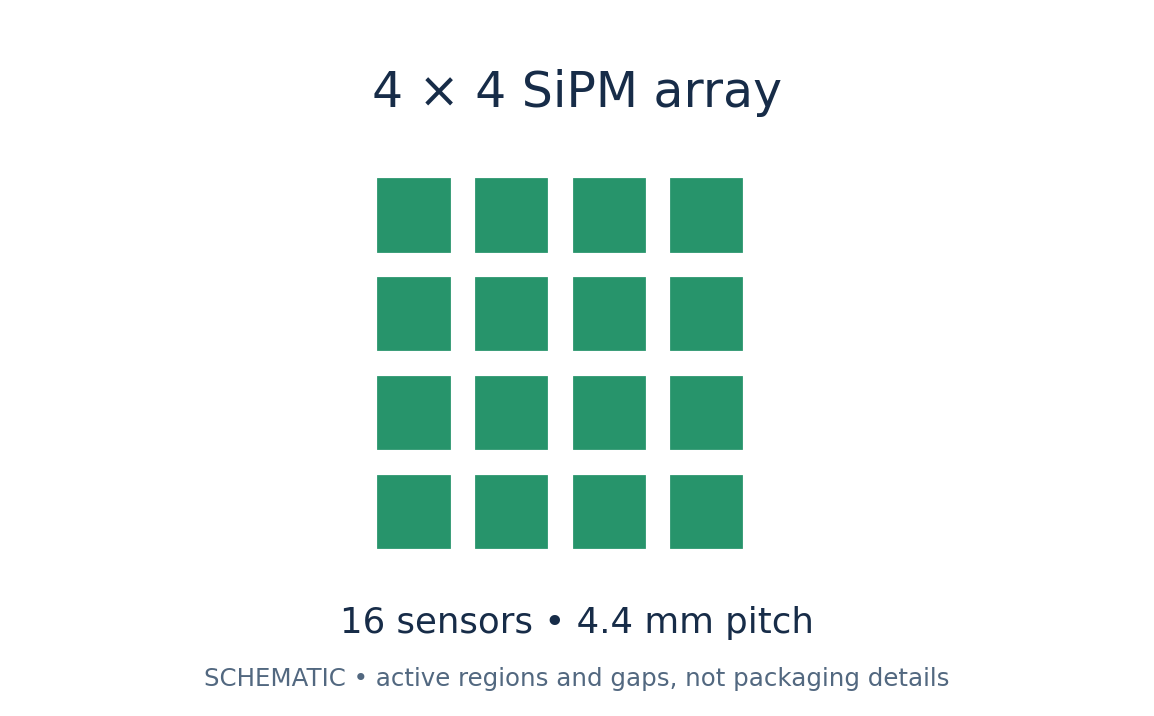 4 × 4 SiPM array
16 sensors • 4.4 mm pitch
SCHEMATIC • active regions and gaps, not packaging details